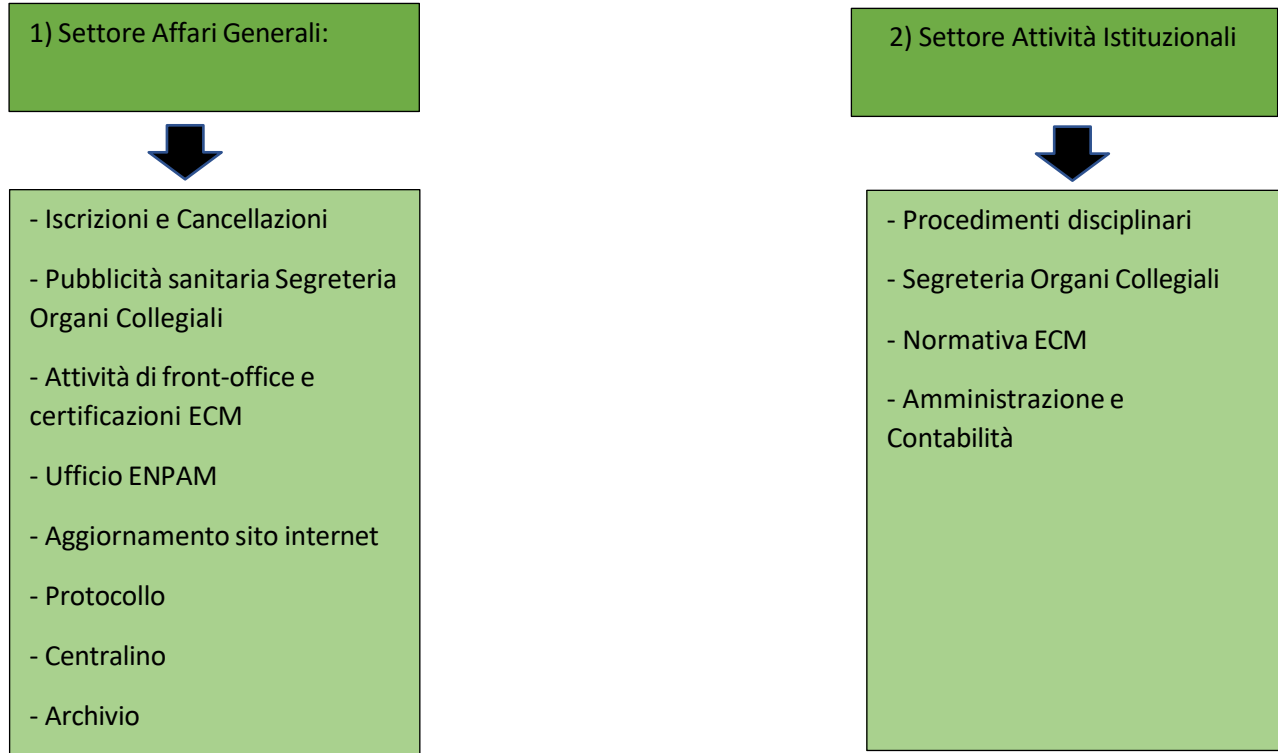 1) Settore Affari Generali:
- Iscrizioni e Cancellazioni
- Pubblicità sanitaria Segreteria
Organi Collegiali
- Attività di front-office e
certificazioni ECM
- Ufficio ENPAM
- Aggiornamento sito internet
- Protocollo
- Centralino
- Archivio
2) Settore Attività Istituzionali
- Procedimenti disciplinari
- Segreteria Organi Collegiali
- Normativa ECM
- Amministrazione e
Contabilità